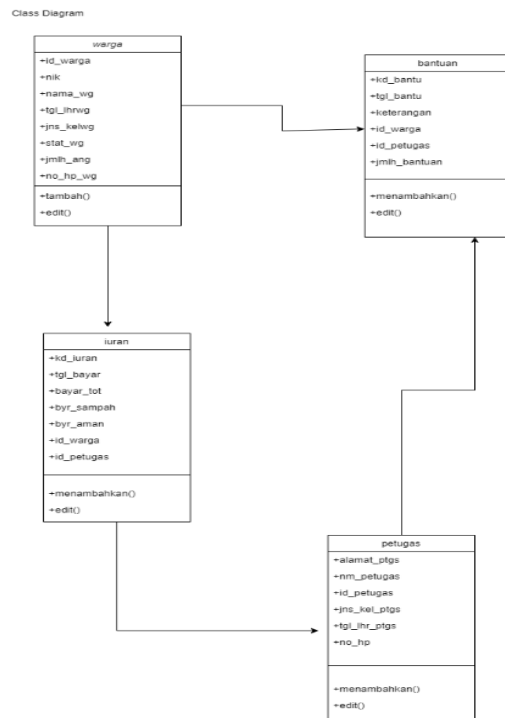 Class Diagram
warga
+id_warga
+nik
+nama_wg
+tgl_lhrwg
+jns_kelwg
+stat_wg
+jmlh_ang
+no_hp_wg
+tambah()
+edit()
bantuan
+kd_bantu
+tgl_bantu
+keterangan
+id_warga
+id_petugas
+jmlh_bantuan
+menambahkan()
+edit()
iuran
+kd_iuran
+tgl_bayar
+bayar_tot
+byr_sampah
+byr_aman
+id_warga
+id_petugas
+menambahkan()
+edit()
petugas
+alamat_ptgs
+nm_petugas
+id_petugas
+jns_kel_ptgs
+tgl_lhr_ptgs
+no_hp
+menambahkan()
+edit()